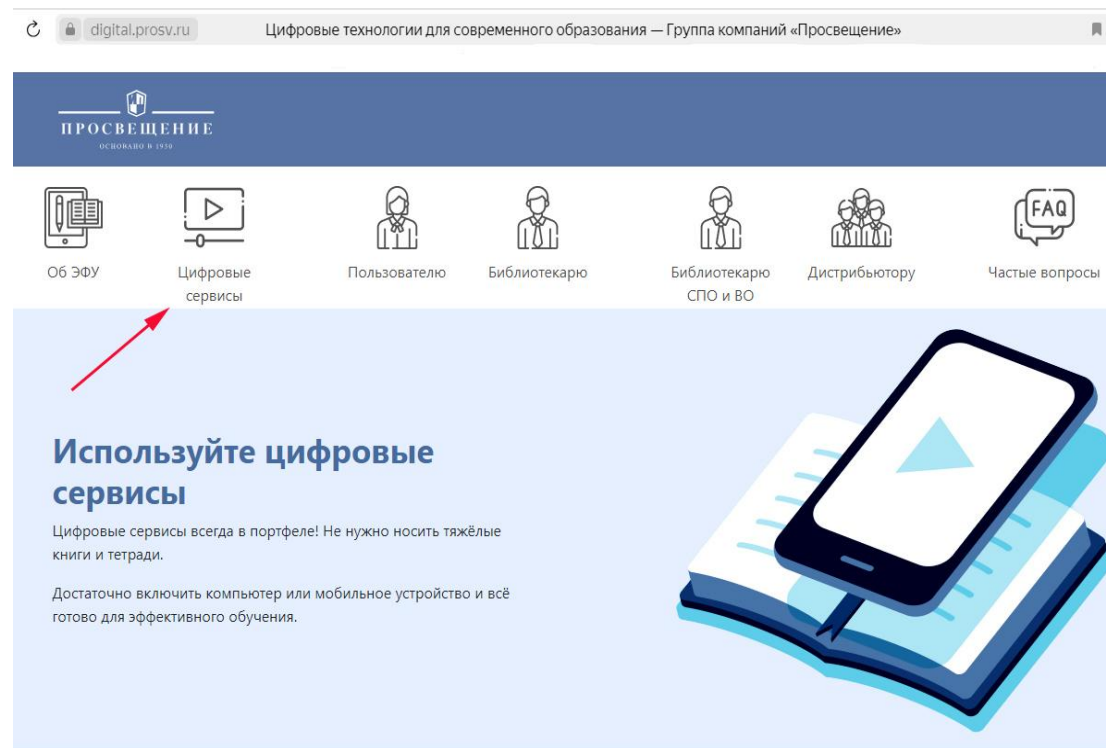 digital.prosv.ru
Цифровые технологии для современного образования — Группа компаний «Просвещение»
ПРОСВЕЩЕНИЕ
ОСНОВАНО В 1930
Об ЭФУ
Цифровые
сервисы
Пользователю
Библиотекарю
Библиотекарю
СПО и ВО
Дистрибьютору
FAQ
Частые вопросы
Используйте цифровые
сервисы
Цифровые сервисы всегда в портфеле! Не нужно носить тяжёлые
книги и тетради.
Достаточно включить компьютер или мобильное устройство и всё
готово для эффективного обучения.